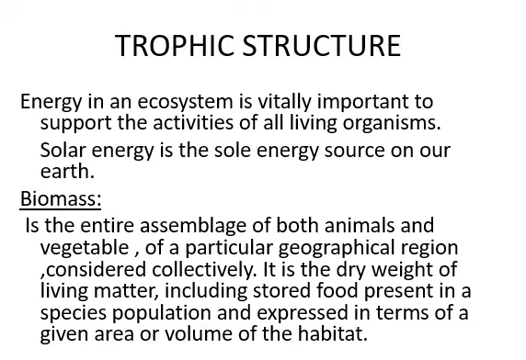 TROPHIC STRUCTURE
Energy in an ecosystem is vitally important to
support the activities of all living organisms.
Solar energy is the sole energy source on our
earth.
Biomass:
Is the entire assemblage of both animals and
vegetable , of a particular geographical region
,considered collectively. It is the dry weight of
living matter, including stored food present in a
species population and expressed in terms of a
given area or volume of the habitat.